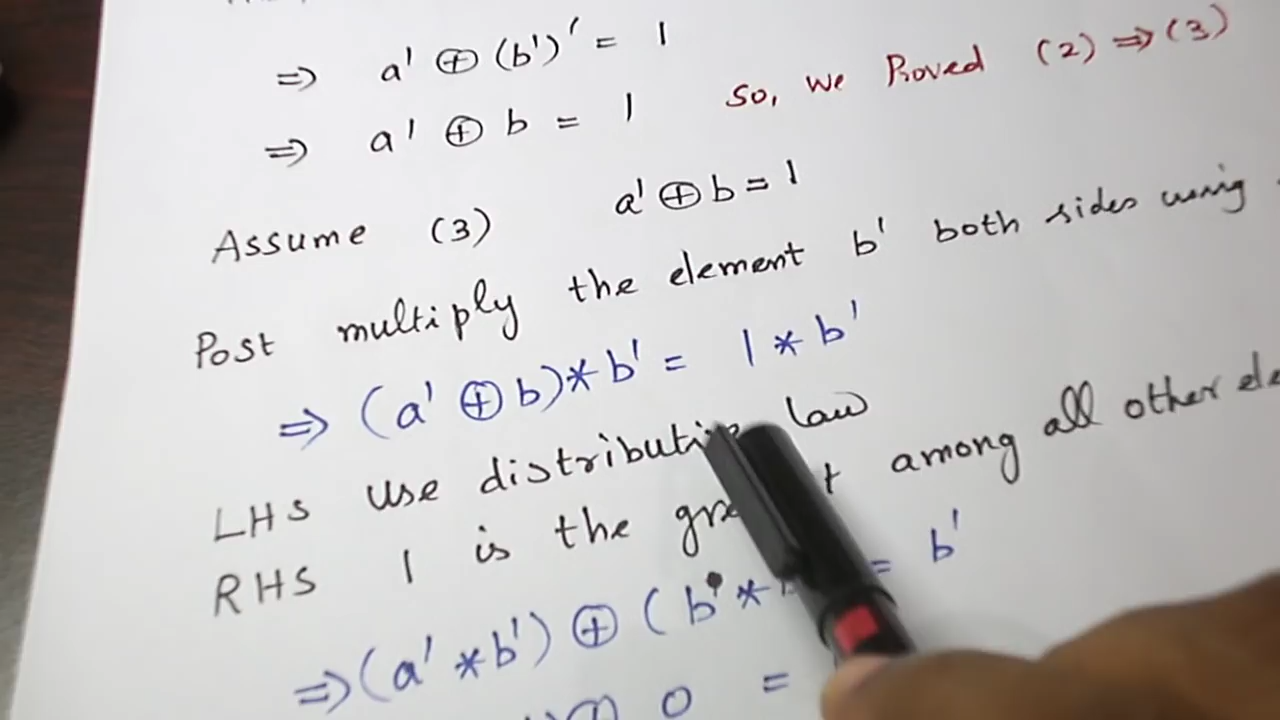 ⇒ a' ⊕ (b')' = 1
⇒ a' ⊕ b = 1 So, we Proved (2) ⇒ (3)
Assume (3) a' ⊕ b = 1
Post multiply the element b' both sides using
⇒ (a' ⊕ b) * b' = 1 * b'
LHS use distributive law
RHS 1 is the among all other
⇒ (a' * b') ⊕ (b * = b'
0 =